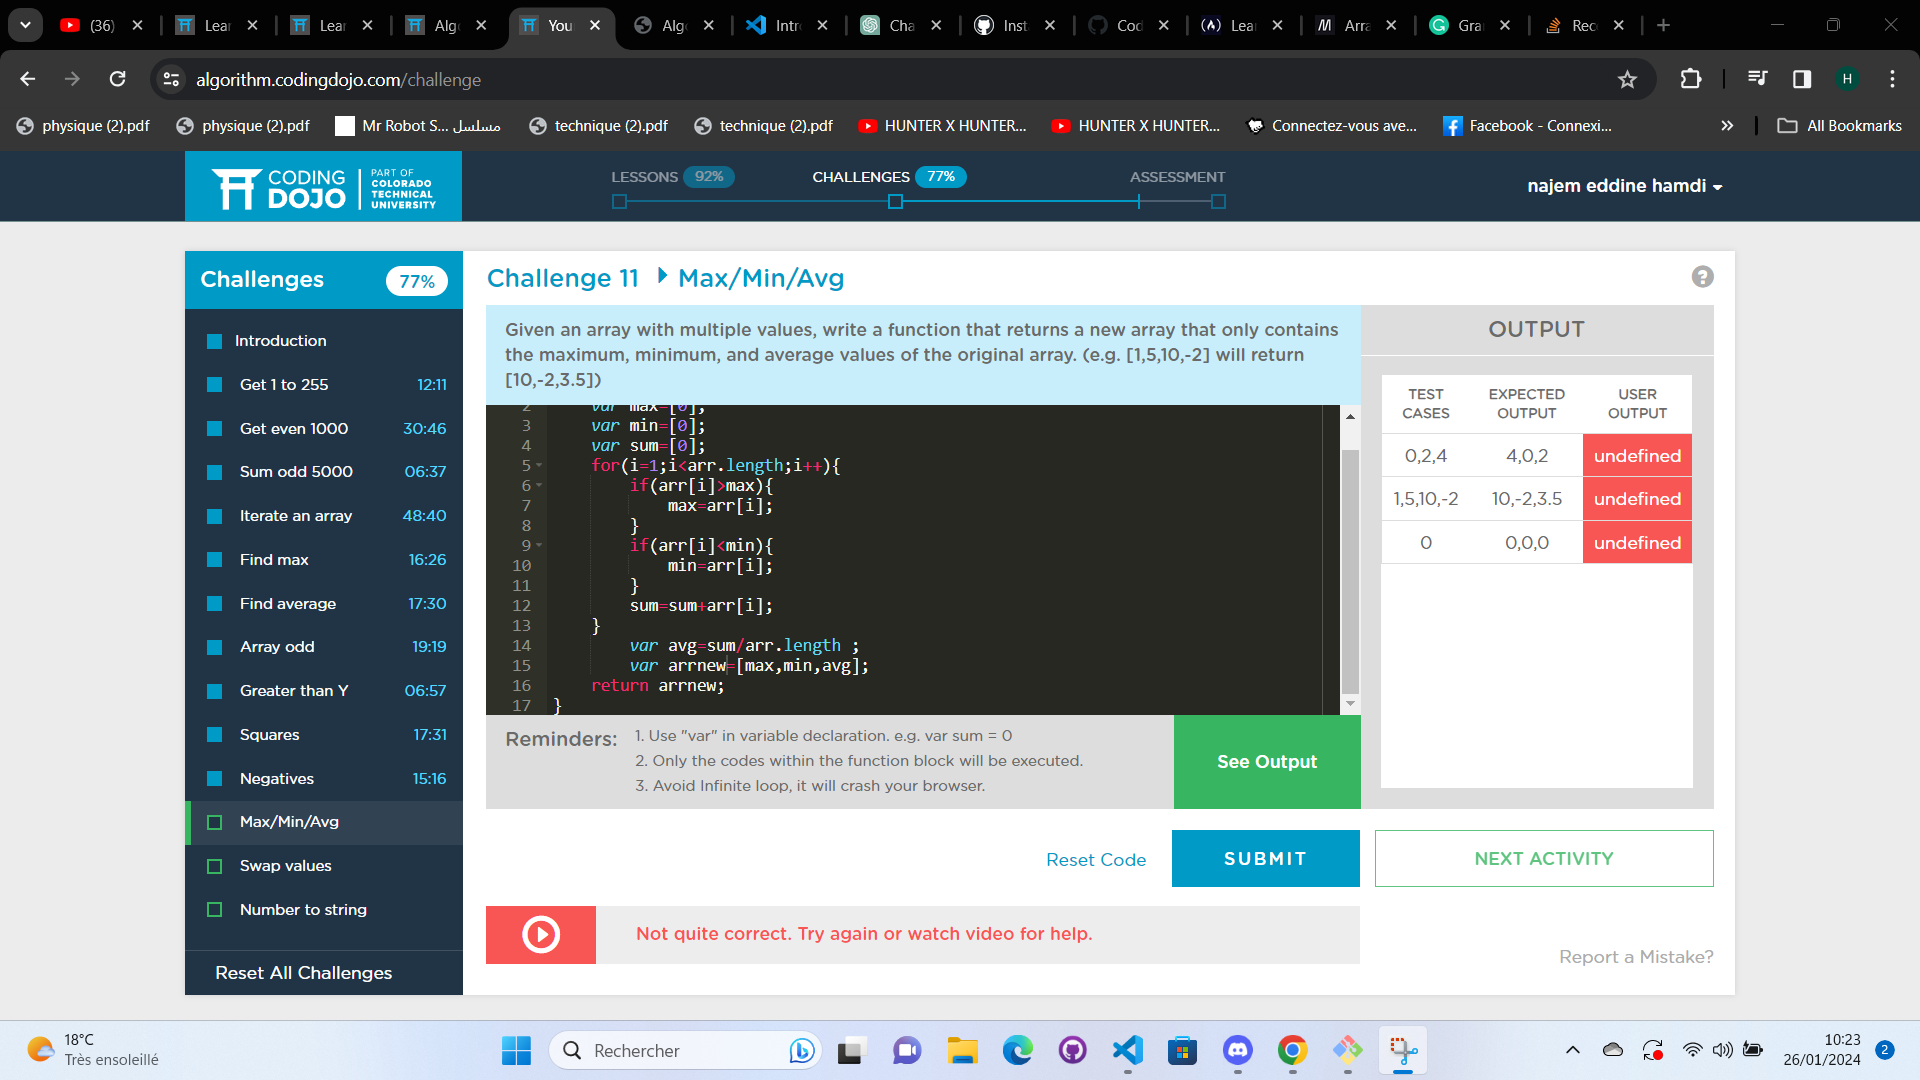 (36)
Lear
Lear
Algo
You
Algo
Intr
Cha
Inst
Cod
Lea
Arra
Gra
Rec
algorithm.codingdojo.com/challenge
H
physique (2).pdf
physique (2).pdf
Mr Robot S... مسلسل
technique (2).pdf
technique (2).pdf
HUNTER X HUNTER...
HUNTER X HUNTER...
Connectez-vous ave...
Facebook - Connexi...
All Bookmarks
CODING DOJO
PART OF COLORADO TECHNICAL UNIVERSITY
LESSONS 92%
CHALLENGES 77%
ASSESSMENT
najem eddine hamdi
Challenges 77%
Introduction
Get 1 to 255 12:11
Get even 1000 30:46
Sum odd 5000 06:37
Iterate an array 48:40
Find max 16:26
Find average 17:30
Array odd 19:19
Greater than Y 06:57
Squares 17:31
Negatives 15:16
Max/Min/Avg
Swap values
Number to string
Reset All Challenges
Challenge 11 Max/Min/Avg
Given an array with multiple values, write a function that returns a new array that only contains
the maximum, minimum, and average values of the original array. (e.g. [1,5,10,-2] will return
[10,-2,3.5])
2 var max=[0];
3 var min=[0];
4 var sum=[0];
5 for(i=1;i<arr.length;i++){
6 if(arr[i]>max){
7 max=arr[i];
8 }
9 if(arr[i]<min){
10 min=arr[i];
11 }
12 sum=sum+arr[i];
13 }
14 var avg=sum/arr.length ;
15 var arrnew=[max,min,avg];
16 return arrnew;
17 }
Reminders:
1. Use "var" in variable declaration. e.g. var sum = 0
2. Only the codes within the function block will be executed.
3. Avoid Infinite loop, it will crash your browser.
See Output
OUTPUT
TEST CASES EXPECTED OUTPUT USER OUTPUT
0,2,4 4,0,2 undefined
1,5,10,-2 10,-2,3.5 undefined
0 0,0,0 undefined
Reset Code
SUBMIT
NEXT ACTIVITY
Not quite correct. Try again or watch video for help.
Report a Mistake?
18°C
Très ensoleillé
Rechercher
10:23
26/01/2024
2